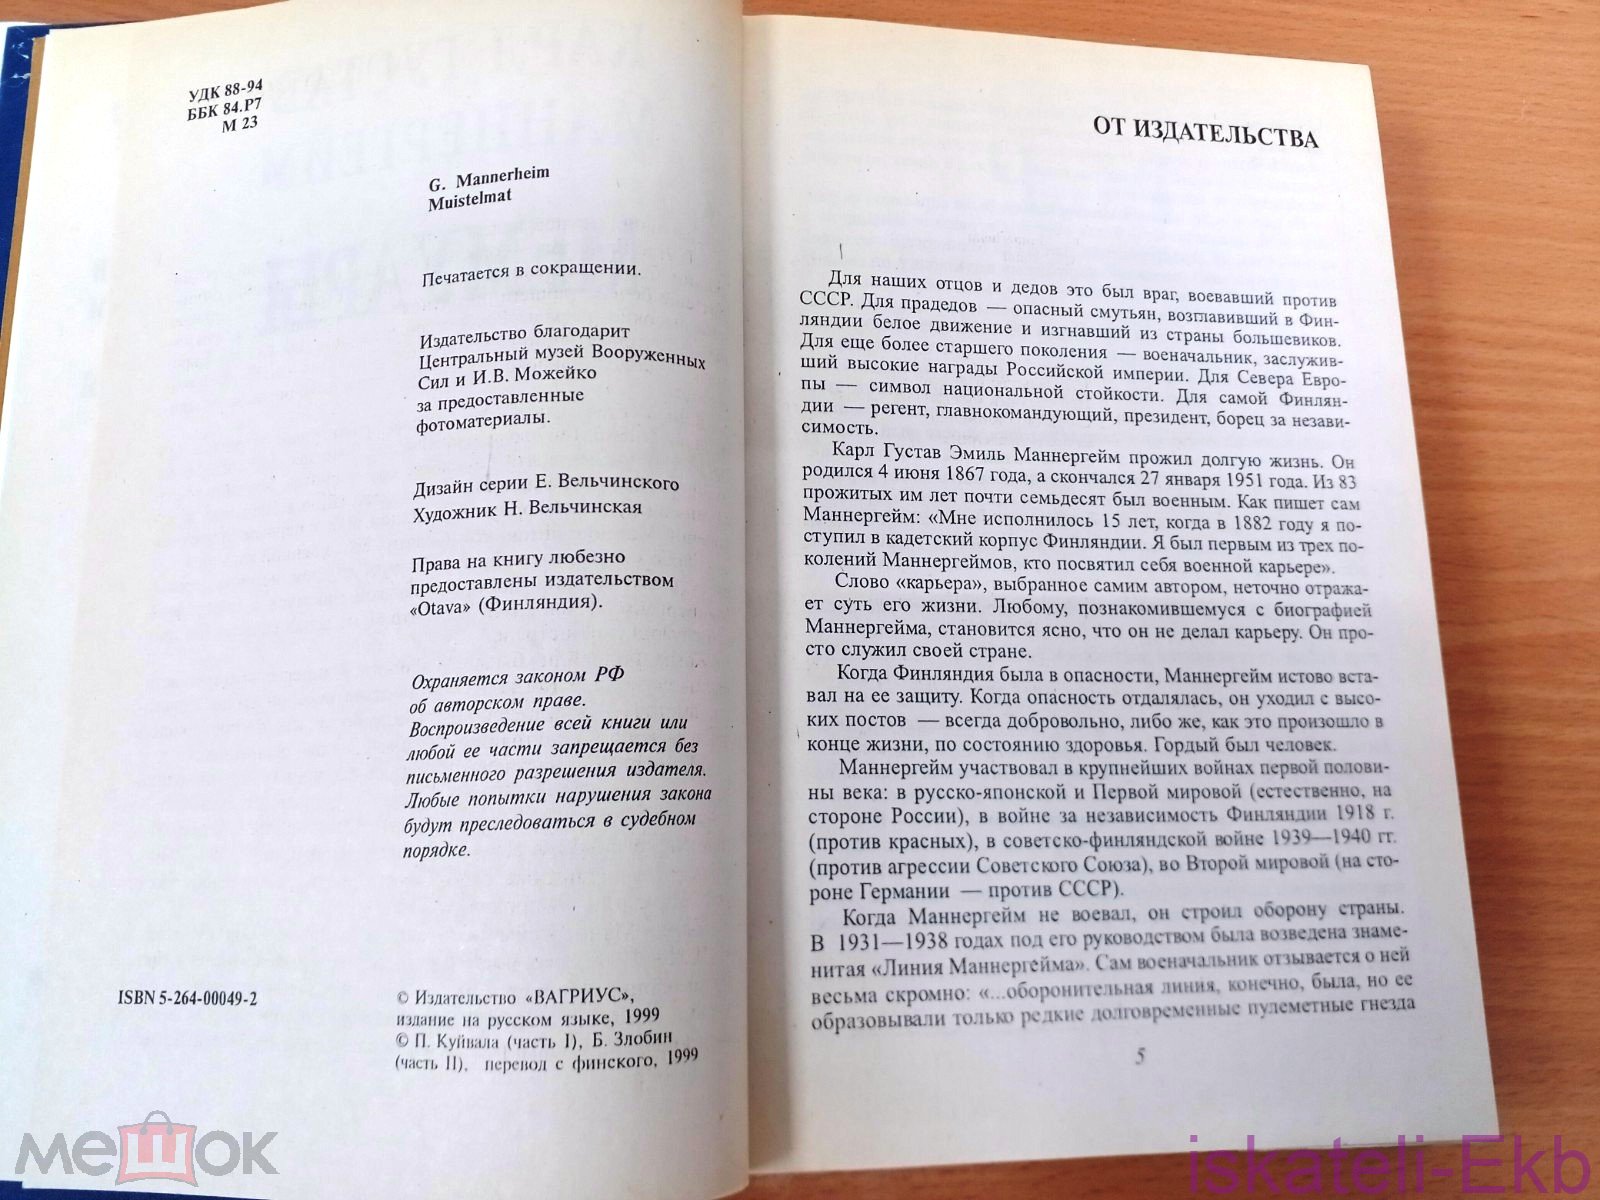 УДК 88-94
ББК 84.Р7
М 23
G. Mannerheim
Muistelmat
Печатается в сокращении.
Издательство благодарит
Центральный музей Вооруженных
Сил и И.В. Можейко
за предоставленные
фотоматериалы.
Дизайн серии Е. Вельчинского
Художник Н. Вельчинская
Права на книгу любезно
предоставлены издательством
«Otava» (Финляндия).
Охраняется законом РФ
об авторском праве.
Воспроизведение всей книги или
любой ее части запрещается без
письменного разрешения издателя.
Любые попытки нарушения закона
будут преследоваться в судебном
порядке.
ISBN 5-264-00049-2
© Издательство «ВАГРИУС»,
издание на русском языке, 1999
© П. Куйвала (часть I), Б. Злобин
(часть II), перевод с финского, 1999
ОТ ИЗДАТЕЛЬСТВА
Для наших отцов и дедов это был враг, воевавший против
СССР. Для прадедов — опасный смутьян, возглавивший в Фин-
ляндии белое движение и изгнавший из страны большевиков.
Для еще более старшего поколения — военачальник, заслужив-
ший высокие награды Российской империи. Для Севера Евро-
пы — символ национальной стойкости. Для самой Финлян-
дии — регент, главнокомандующий, президент, борец за незави-
симость.
Карл Густав Эмиль Маннергейм прожил долгую жизнь. Он
родился 4 июня 1867 года, а скончался 27 января 1951 года. Из 83
прожитых им лет почти семьдесят был военным. Как пишет сам
Маннергейм: «Мне исполнилось 15 лет, когда в 1882 году я по-
ступил в кадетский корпус Финляндии. Я был первым из трех по-
колений Маннергеймов, кто посвятил себя военной карьере».
Слово «карьера», выбранное самим автором, неточно отража-
ет суть его жизни. Любому, познакомившемуся с биографией
Маннергейма, становится ясно, что он не делал карьеру. Он про-
сто служил своей стране.
Когда Финляндия была в опасности, Маннергейм истово вста-
вал на ее защиту. Когда опасность отдалялась, он уходил с высо-
ких постов — всегда добровольно, либо же, как это произошло в
конце жизни, по состоянию здоровья. Гордый был человек.
Маннергейм участвовал в крупнейших войнах первой полови-
ны века: в русско-японской и Первой мировой (естественно, на
стороне России), в войне за независимость Финляндии 1918 г.
(против красных), в советско-финляндской войне 1939—1940 гг.
(против агрессии Советского Союза), во Второй мировой (на сто-
роне Германии — против СССР).
Когда Маннергейм не воевал, он строил оборону страны.
В 1931—1938 годах под его руководством была возведена знаме-
нитая «Линия Маннергейма». Сам военачальник отзывается о ней
весьма скромно: «...оборонительная линия, конечно, была, но ее
образовывали только редкие долговременные пулеметные гнезда
5
мешок
iskateli-Ekb